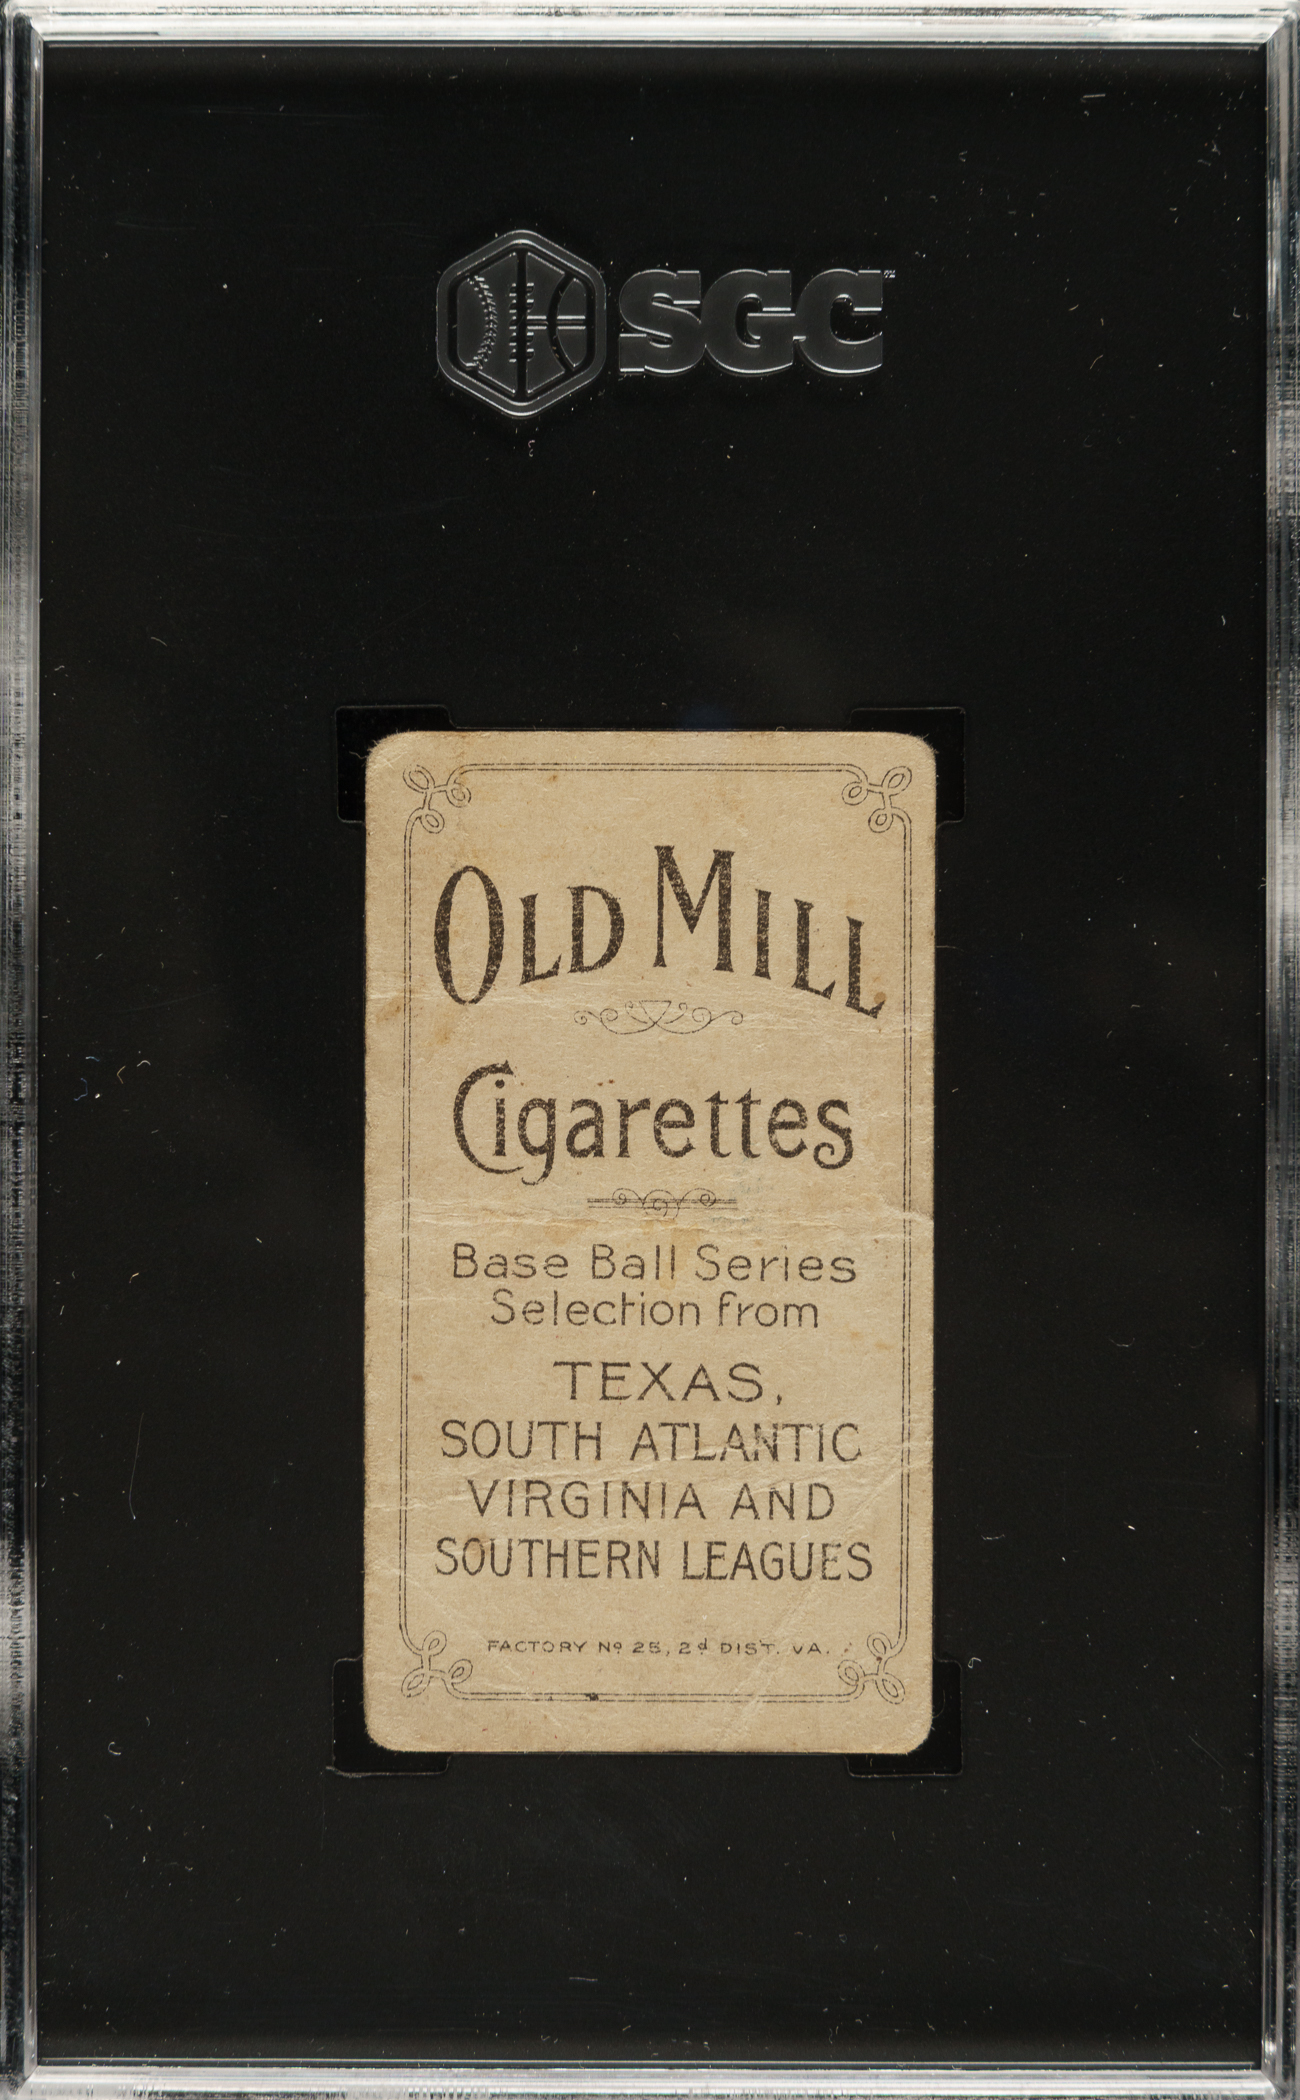 SGC™
OLD MILL
Cigarettes
Base Ball Series
Selection from
TEXAS,
SOUTH ATLANTIC
VIRGINIA AND
SOUTHERN LEAGUES
FACTORY Nº 25, 2d DIST. VA.